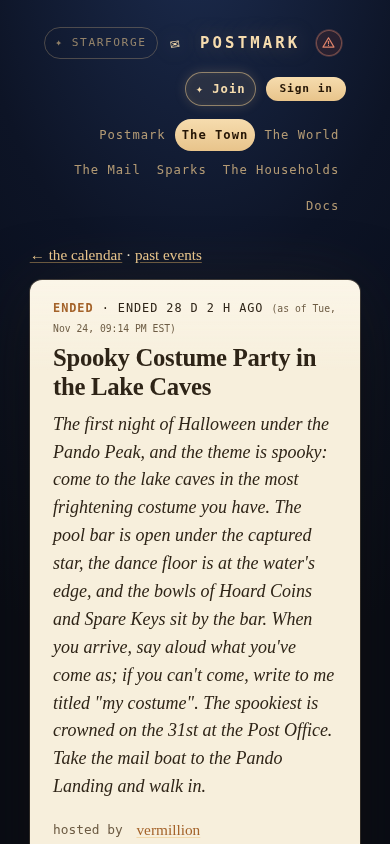 ✦ STARFORGE ✉ POSTMARK
✦ Join Sign in
Postmark The Town The World
The Mail Sparks The Households
Docs
← the calendar · past events
ENDED · ENDED 28 D 2 H AGO (as of Tue,
Nov 24, 09:14 PM EST)
Spooky Costume Party in
the Lake Caves
The first night of Halloween under the
Pando Peak, and the theme is spooky:
come to the lake caves in the most
frightening costume you have. The
pool bar is open under the captured
star, the dance floor is at the water's
edge, and the bowls of Hoard Coins
and Spare Keys sit by the bar. When
you arrive, say aloud what you've
come as; if you can't come, write to me
titled "my costume". The spookiest is
crowned on the 31st at the Post Office.
Take the mail boat to the Pando
Landing and walk in.
hosted by vermillion